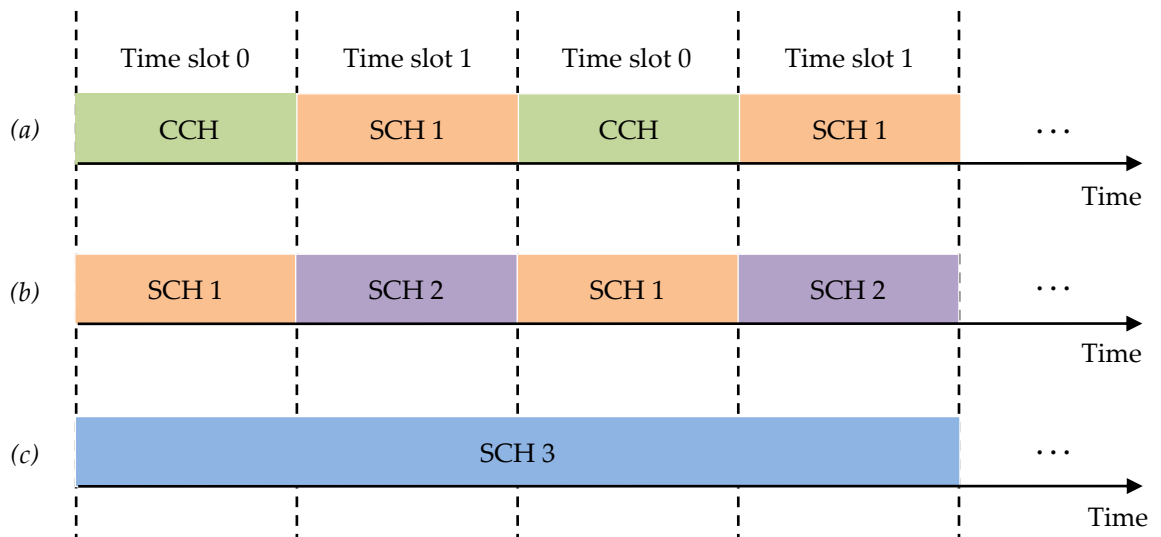 Time slot 0 Time slot 1 Time slot 0 Time slot 1
(a) CCH SCH 1 CCH SCH 1 ...
Time
(b) SCH 1 SCH 2 SCH 1 SCH 2 ...
Time
(c) SCH 3 ...
Time